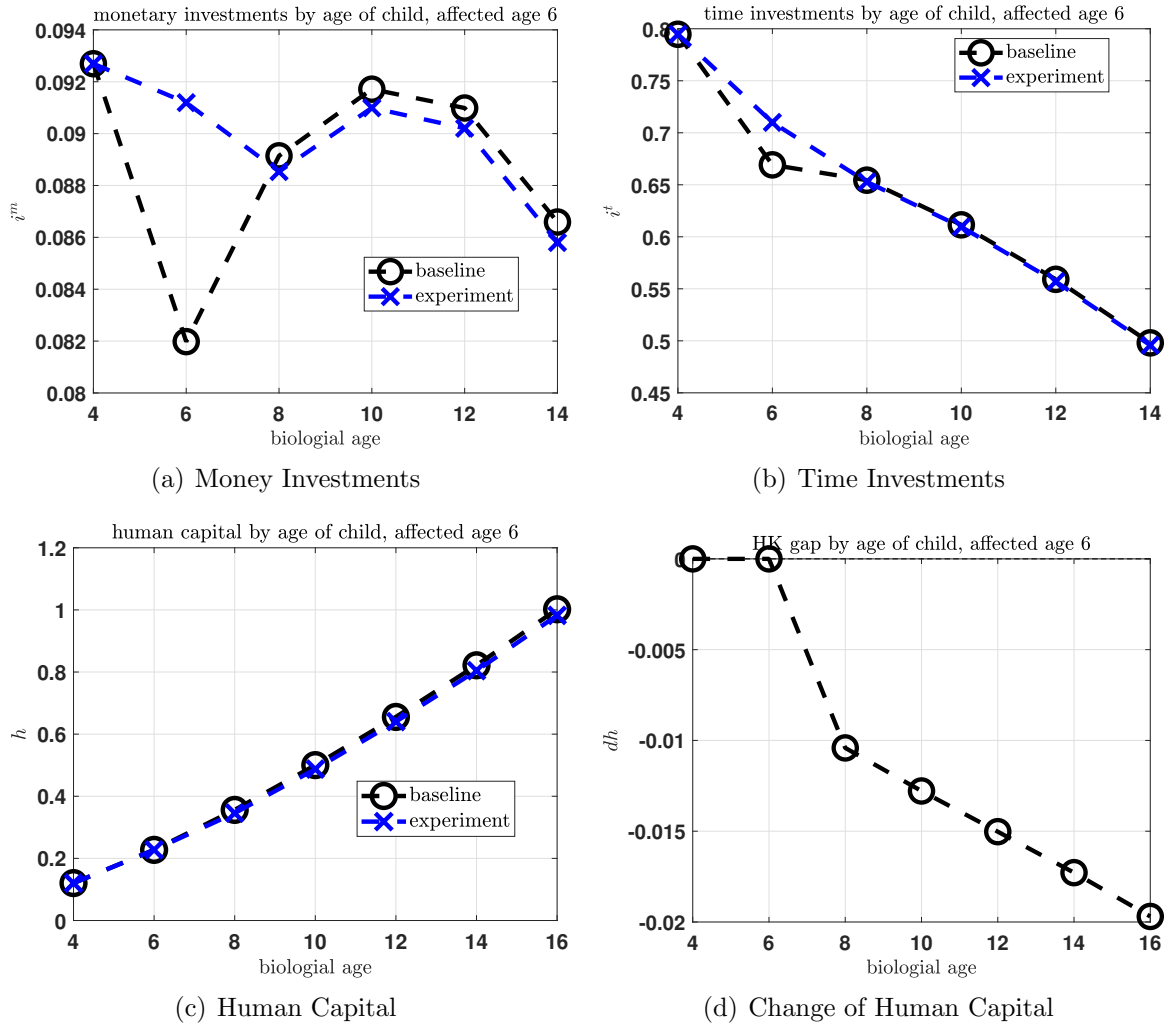 monetary investments by age of child, affected age 6
0.094
0.092
0.09
0.088
0.086
0.084
0.082
0.08
i^m
baseline
experiment
4 6 8 10 12 14
biologial age
(a) Money Investments
time investments by age of child, affected age 6
0.8
0.75
0.7
0.65
0.6
0.55
0.5
0.45
i^t
baseline
experiment
4 6 8 10 12 14
biologial age
(b) Time Investments
human capital by age of child, affected age 6
1.2
1
0.8
0.6
0.4
0.2
0
h
baseline
experiment
4 6 8 10 12 14 16
biologial age
(c) Human Capital
HK gap by age of child, affected age 6
0
-0.005
-0.01
-0.015
-0.02
dh
4 6 8 10 12 14 16
biologial age
(d) Change of Human Capital